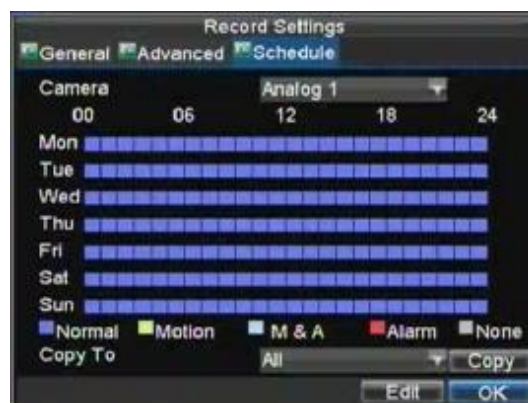 Record Settings
General Advanced Schedule
Camera Analog 1
00 06 12 18 24
Mon
Tue
Wed
Thu
Fri
Sat
Sun
Normal Motion M & A Alarm None
Copy To All Copy
Edit OK